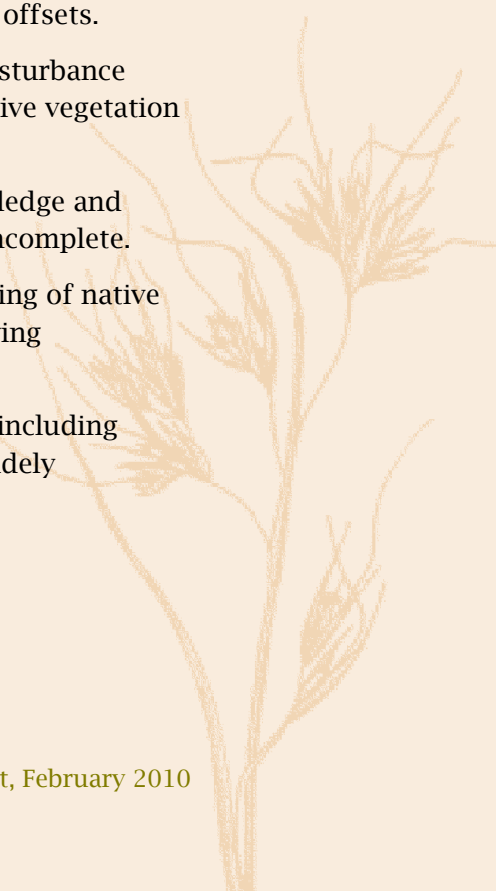 offsets.
sturbance
ive vegetation
ledge and
ncomplete.
ing of native
ing
including
dely
t, February 2010